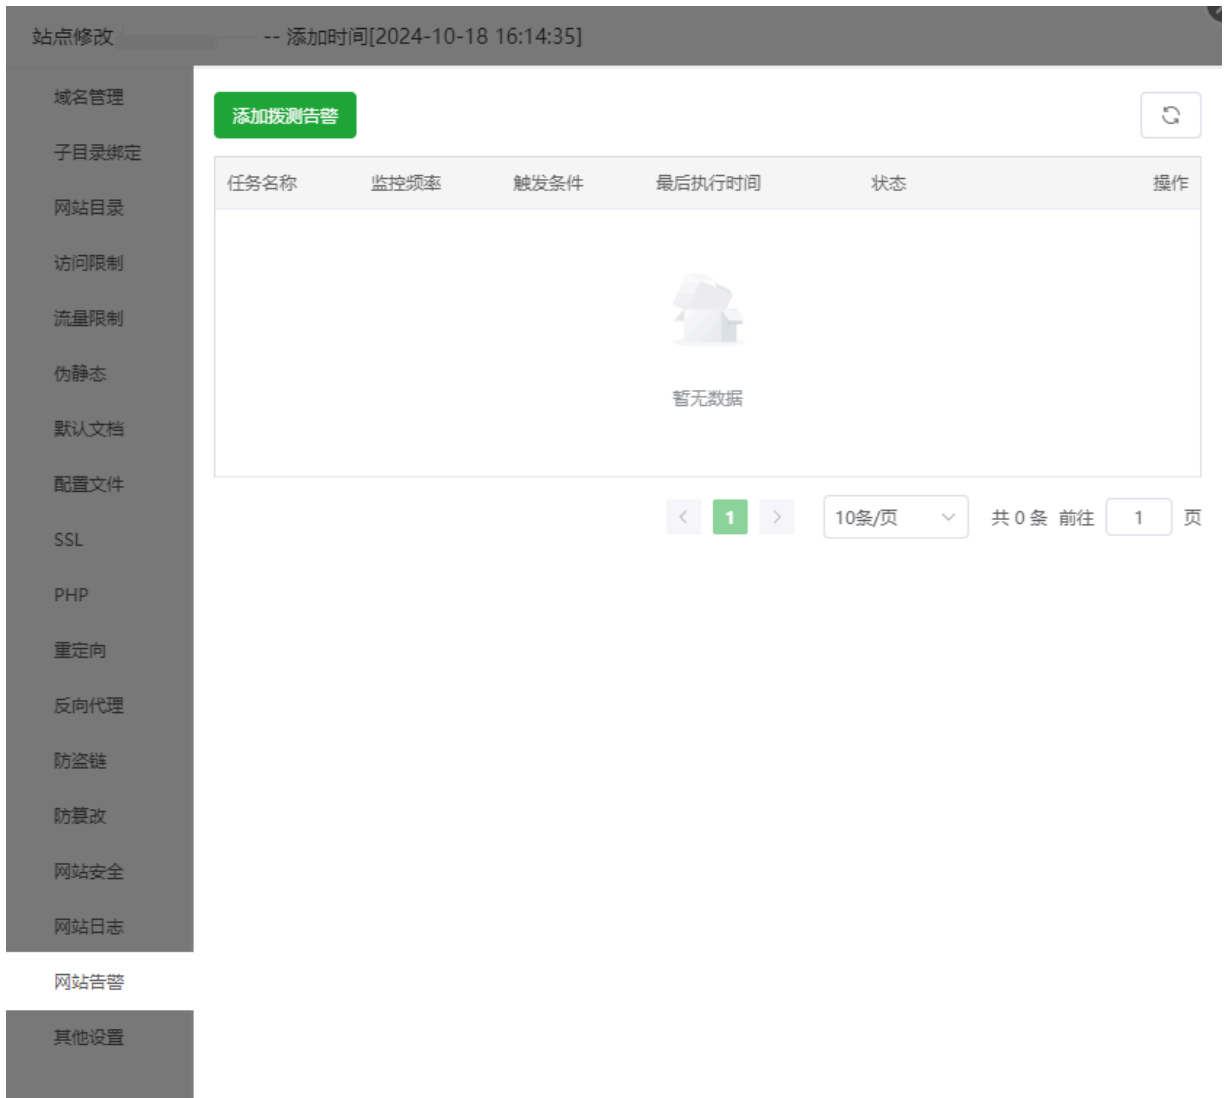 站点修改 -- 添加时间[2024-10-18 16:14:35]
域名管理
子目录绑定
网站目录
访问限制
流量限制
伪静态
默认文档
配置文件
SSL
PHP
重定向
反向代理
防盗链
防篡改
网站安全
网站日志
网站告警
其他设置
添加拨测告警
任务名称 监控频率 触发条件 最后执行时间 状态 操作
暂无数据
1 10条/页 共 0 条 前往 1 页